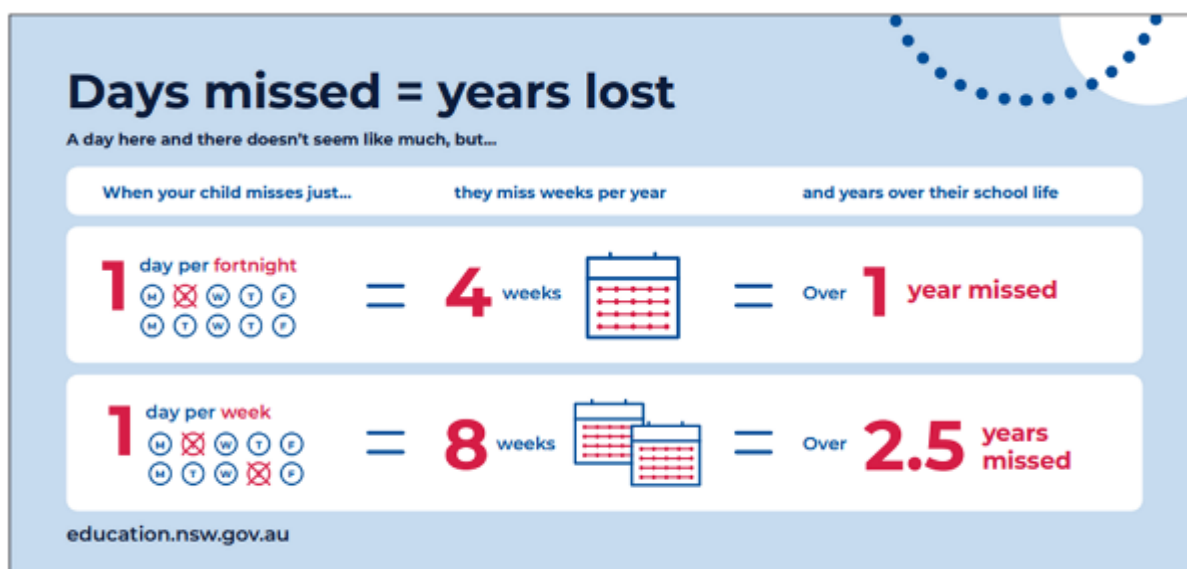 Days missed = years lost
A day here and there doesn't seem like much, but...
When your child misses just... they miss weeks per year and years over their school life
1 day per fortnight = 4 weeks = Over 1 year missed
M T W T F
M T W T F
1 day per week = 8 weeks = Over 2.5 years missed
M T W T F
M T W T F
education.nsw.gov.au